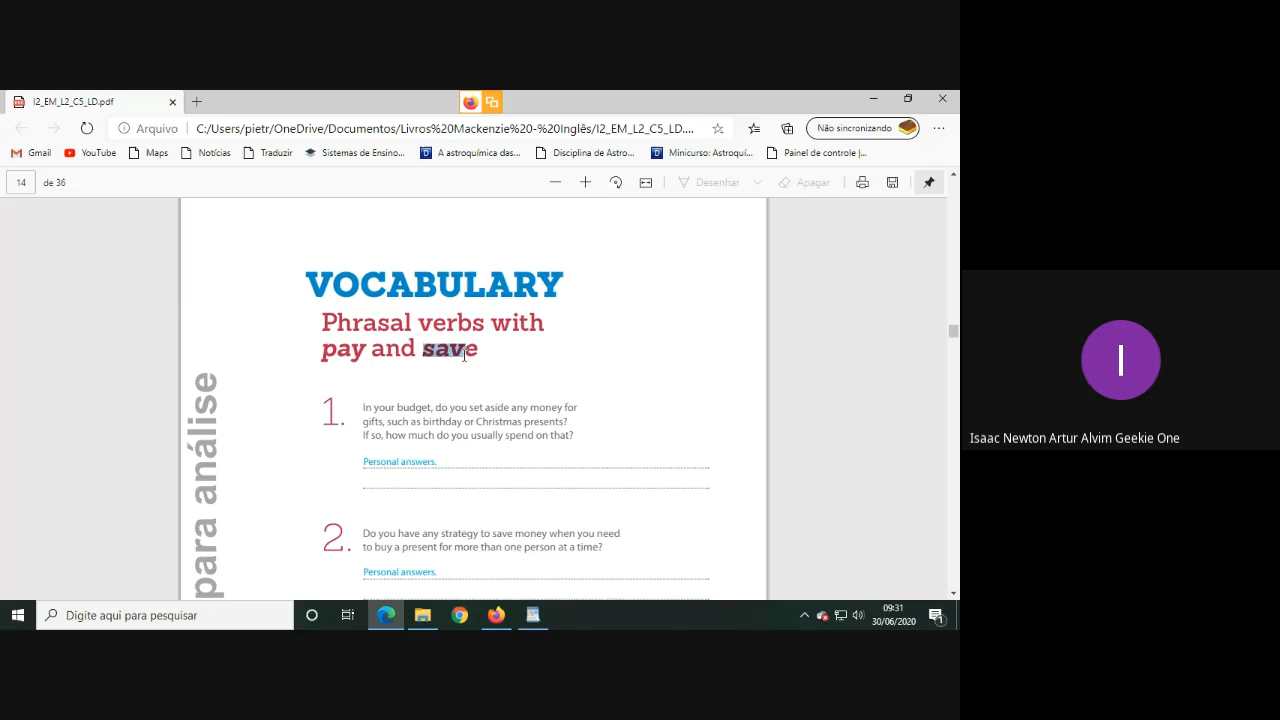 I2_EM_L2_C5_LD.pdf
Arquivo
C:/Users/pietr/OneDrive/Documentos/Livros%20Mackenzie%20-%20Inglês/I2_EM_L2_C5_LD....
Não sincronizando
Gmail
YouTube
Maps
Notícias
Traduzir
Sistemas de Ensino...
A astroquímica das...
Disciplina de Astro...
Minicurso: Astroquí...
Painel de controle |...
14 de 36
Desenhar
Apagar
VOCABULARY
Phrasal verbs with
pay and save
para análise
1.
In your budget, do you set aside any money for
gifts, such as birthday or Christmas presents?
If so, how much do you usually spend on that?
Personal answers.
2.
Do you have any strategy to save money when you need
to buy a present for more than one person at a time?
Personal answers.
Digite aqui para pesquisar
09:31
30/06/2020
1
I
Isaac Newton Artur Alvim Geekie One